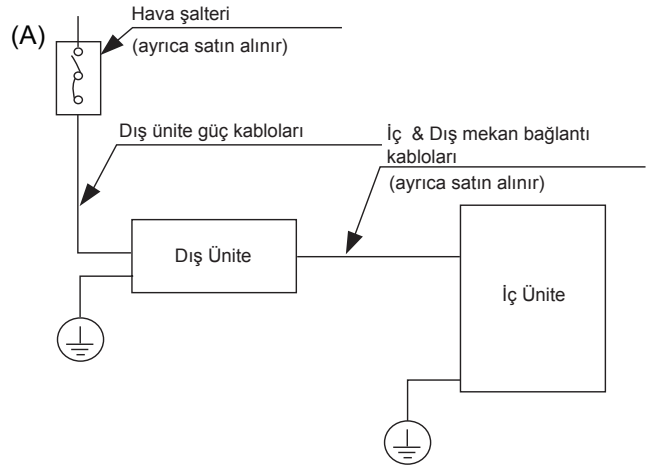 Hava şalteri
(A)
(ayrıca satın alınır)
Dış ünite güç kabloları
İç & Dış mekan bağlantı
kabloları
(ayrıca satın alınır)
Dış Ünite
İç Ünite